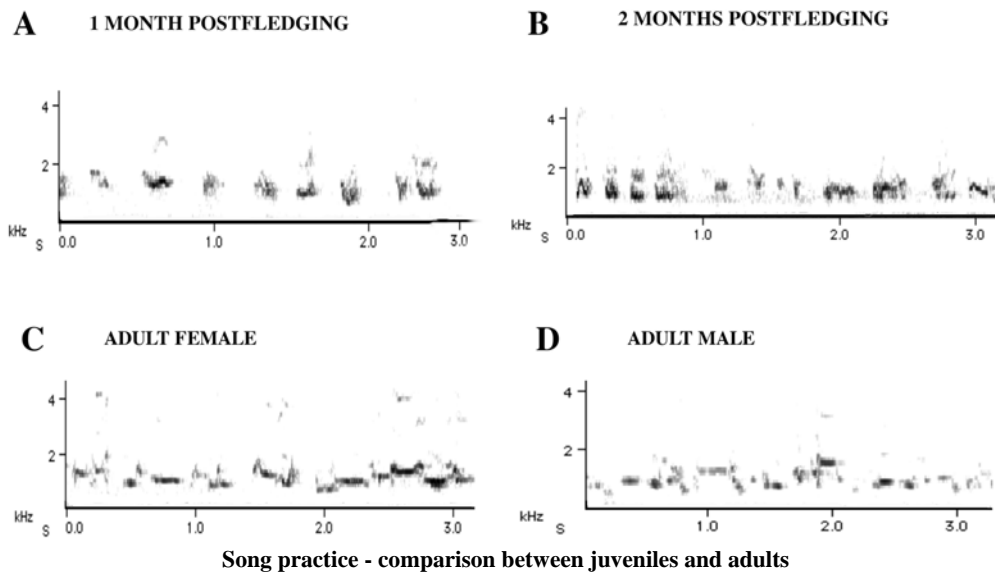 A 1 MONTH POSTFLEDGING
4
2
kHz
S 0.0 1.0 2.0 3.0
B 2 MONTHS POSTFLEDGING
4
2
kHz
S 0.0 1.0 2.0 3.0
C ADULT FEMALE
4
2
kHz
S 0.0 1.0 2.0 3.0
D ADULT MALE
4
2
kHz
S 1.0 2.0 3.0
Song practice - comparison between juveniles and adults